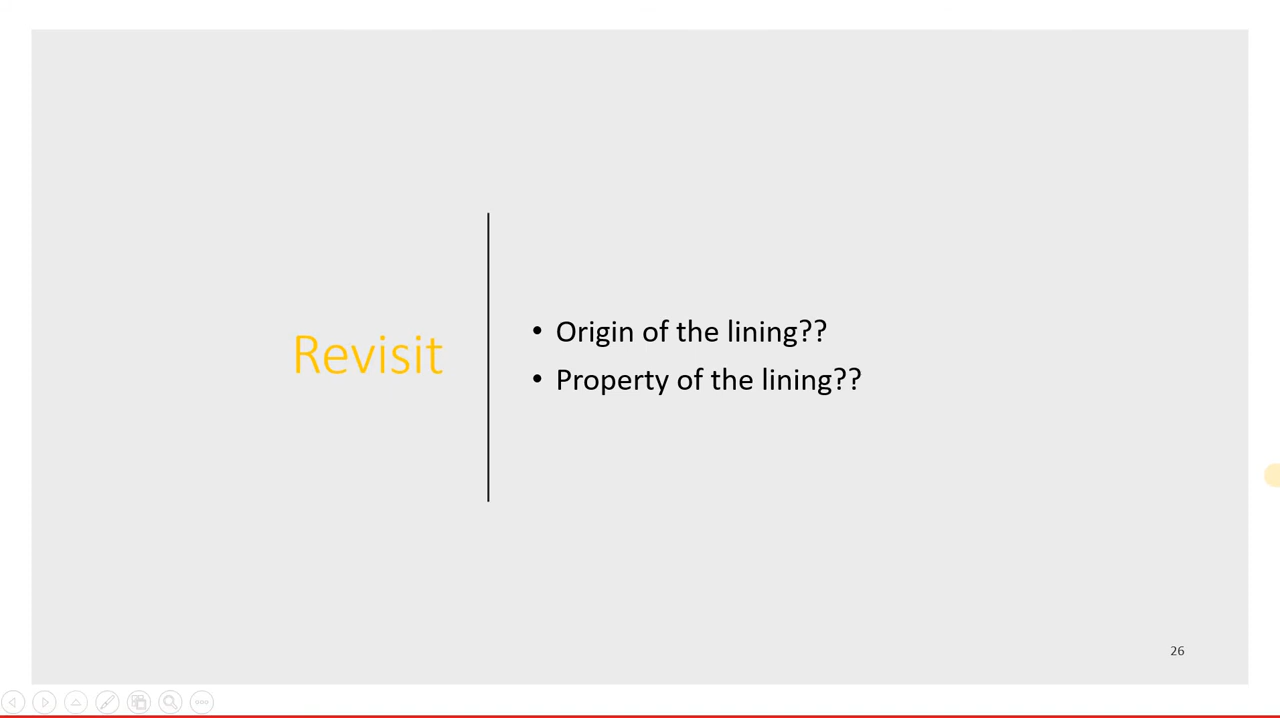 Revisit
• Origin of the lining??
• Property of the lining??
26